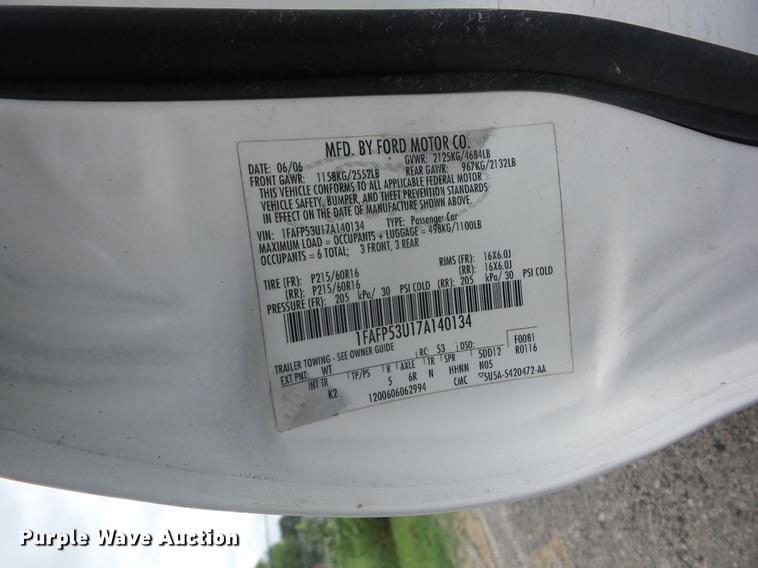 MFD. BY FORD MOTOR CO.
DATE: 06/06 GVWR: 2125KG/4684LB
FRONT GAWR: 1158KG/2552LB REAR GAWR: 967KG/2132LB
THIS VEHICLE CONFORMS TO ALL APPLICABLE FEDERAL MOTOR
VEHICLE SAFETY, BUMPER, AND THEFT PREVENTION STANDARDS
IN EFFECT ON THE DATE OF MANUFACTURE SHOWN ABOVE.
VIN: 1FAFP53U17A140134 TYPE: Passenger Car
MAXIMUM LOAD = OCCUPANTS + LUGGAGE = 498KG/1100LB
OCCUPANTS = 6 TOTAL; 3 FRONT, 3 REAR
TIRE (FR): P215/60R16 RIMS (FR): 16X6.0J
(RR): P215/60R16 (RR): 16X6.0J
PRESSURE (FR): 205 kPa/ 30 PSI COLD (RR): 205 kPa/ 30 PSI COLD
1FAFP53U17A140134
TRAILER TOWING - SEE OWNER GUIDE
EXT PNT: WT RC: 53 DSO: F0081
INT TR TP/PS R AXLE TR SPR 5DD12 R0116
K2 5 6R N HHNN N05
1200606062994 CMC 5U5A-5420472-AA
Purple Wave Auction